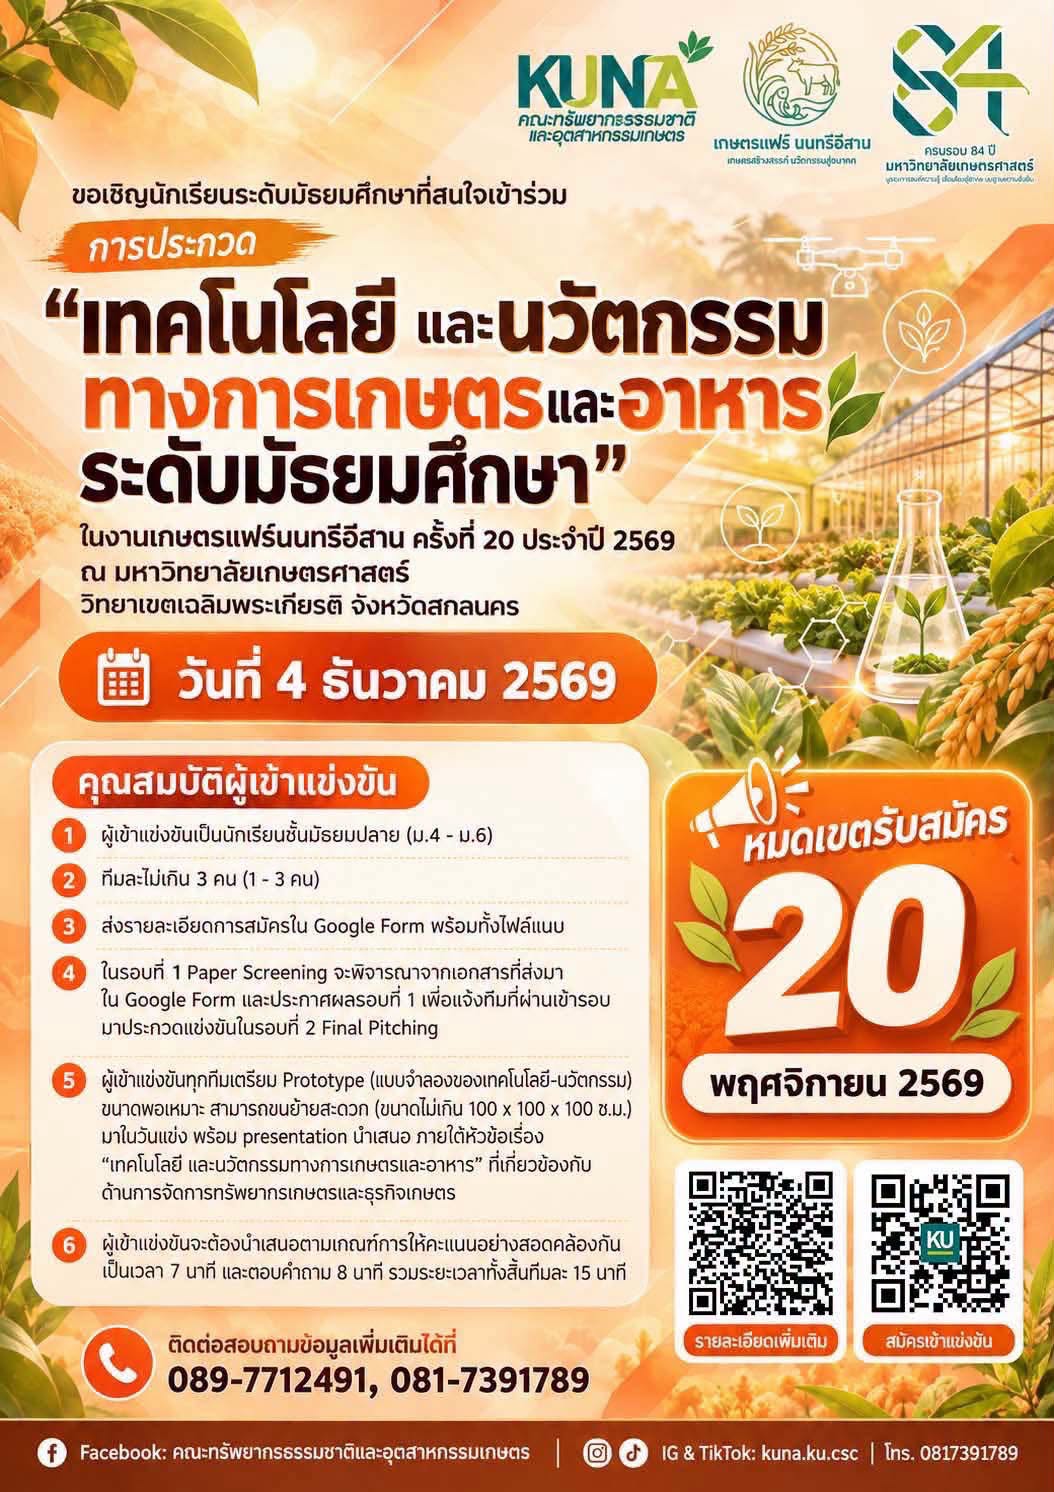 KUNA
คณะทรัพยากรธรรมชาติ
และอุตสาหกรรมเกษตร
เกษตรแฟร์ นนทรีอีสาน
เกษตรสร้างสรรค์ นวัตกรรมสู่อนาคต
84
ครบรอบ 84 ปี
มหาวิทยาลัยเกษตรศาสตร์
ขอเชิญนักเรียนระดับมัธยมศึกษาที่สนใจเข้าร่วม
การประกวด
“เทคโนโลยี และนวัตกรรม
ทางการเกษตรและอาหาร
ระดับมัธยมศึกษา”
ในงานเกษตรแฟร์นนทรีอีสาน ครั้งที่ 20 ประจำปี 2569
ณ มหาวิทยาลัยเกษตรศาสตร์
วิทยาเขตเฉลิมพระเกียรติ จังหวัดสกลนคร
วันที่ 4 ธันวาคม 2569
คุณสมบัติผู้เข้าแข่งขัน
1 ผู้เข้าแข่งขันเป็นนักเรียนชั้นมัธยมปลาย (ม.4 - ม.6)
2 ทีมละไม่เกิน 3 คน (1 - 3 คน)
3 ส่งรายละเอียดการสมัครใน Google Form พร้อมทั้งไฟล์แนบ
4 ในรอบที่ 1 Paper Screening จะพิจารณาจากเอกสารที่ส่งมา
ใน Google Form และประกาศผลรอบที่ 1 เพื่อแจ้งทีมที่ผ่านเข้ารอบ
มาประกวดแข่งขันในรอบที่ 2 Final Pitching
5 ผู้เข้าแข่งขันทุกทีมเตรียม Prototype (แบบจำลองของเทคโนโลยี-นวัตกรรม)
ขนาดพอเหมาะ สามารถขนย้ายสะดวก (ขนาดไม่เกิน 100 x 100 x 100 ซ.ม.)
มาในวันแข่ง พร้อม presentation นำเสนอ ภายใต้หัวข้อเรื่อง
“เทคโนโลยี และนวัตกรรมทางการเกษตรและอาหาร” ที่เกี่ยวข้องกับ
ด้านการจัดการทรัพยากรเกษตรและธุรกิจเกษตร
6 ผู้เข้าแข่งขันจะต้องนำเสนอตามเกณฑ์การให้คะแนนอย่างสอดคล้องกัน
เป็นเวลา 7 นาที และตอบคำถาม 8 นาที รวมระยะเวลาทั้งสิ้นทีมละ 15 นาที
หมดเขตรับสมัคร
20
พฤศจิกายน 2569
KU
รายละเอียดเพิ่มเติม
สมัครเข้าแข่งขัน
ติดต่อสอบถามข้อมูลเพิ่มเติมได้ที่
089-7712491, 081-7391789
Facebook: คณะทรัพยากรธรรมชาติและอุตสาหกรรมเกษตร | IG & TikTok: kuna.ku.csc | โทร. 0817391789